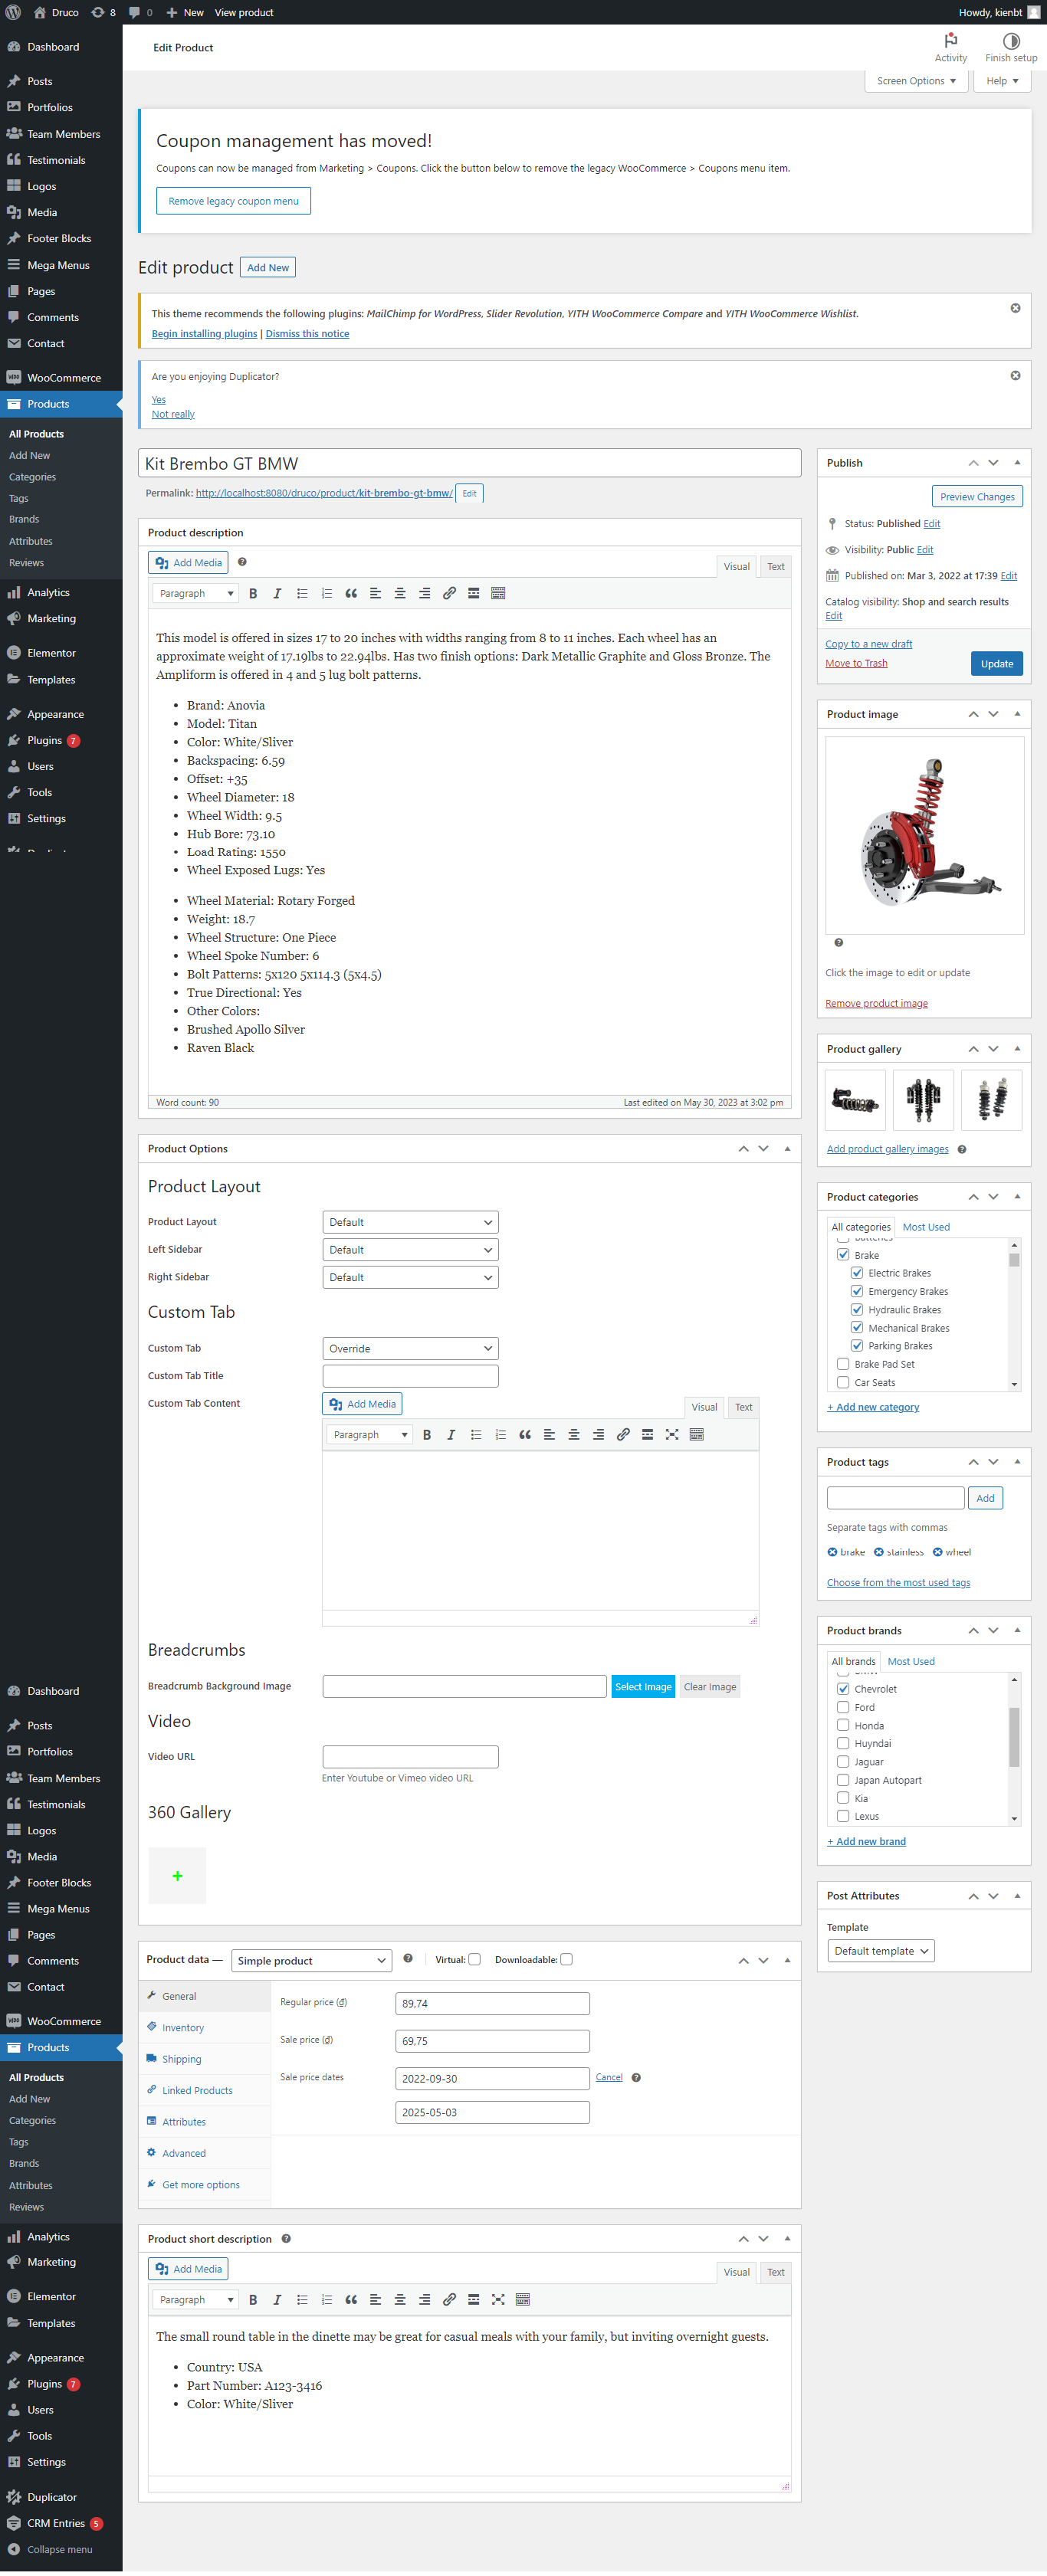 Druco
8
0
New
View product
Howdy, kienbt
Dashboard
Posts
Portfolios
Team Members
Testimonials
Logos
Media
Footer Blocks
Mega Menus
Pages
Comments
Contact
WooCommerce
Products
All Products
Add New
Categories
Tags
Brands
Attributes
Reviews
Analytics
Marketing
Elementor
Templates
Appearance
Plugins 7
Users
Tools
Settings
Edit Product
Activity
Finish setup
Screen Options
Help
Coupon management has moved!
Coupons can now be managed from Marketing > Coupons. Click the button below to remove the legacy WooCommerce > Coupons menu item.
Remove legacy coupon menu
Edit product
Add New
This theme recommends the following plugins: MailChimp for WordPress, Slider Revolution, YITH WooCommerce Compare and YITH WooCommerce Wishlist.
Begin installing plugins | Dismiss this notice
Are you enjoying Duplicator?
Yes
Not really
Kit Brembo GT BMW
Permalink: http://localhost:8080/druco/product/kit-brembo-gt-bmw/ Edit
Product description
Add Media
Visual
Text
Paragraph
This model is offered in sizes 17 to 20 inches with widths ranging from 8 to 11 inches. Each wheel has an
approximate weight of 17.19lbs to 22.94lbs. Has two finish options: Dark Metallic Graphite and Gloss Bronze. The
Ampliform is offered in 4 and 5 lug bolt patterns.
Brand: Anovia
Model: Titan
Color: White/Sliver
Backspacing: 6.59
Offset: +35
Wheel Diameter: 18
Wheel Width: 9.5
Hub Bore: 73.10
Load Rating: 1550
Wheel Exposed Lugs: Yes
Wheel Material: Rotary Forged
Weight: 18.7
Wheel Structure: One Piece
Wheel Spoke Number: 6
Bolt Patterns: 5x120 5x114.3 (5x4.5)
True Directional: Yes
Other Colors:
Brushed Apollo Silver
Raven Black
Word count: 90
Last edited on May 30, 2023 at 3:02 pm
Product Options
Product Layout
Product Layout
Default
Left Sidebar
Default
Right Sidebar
Default
Custom Tab
Custom Tab
Override
Custom Tab Title
Custom Tab Content
Add Media
Visual
Text
Paragraph
Breadcrumbs
Breadcrumb Background Image
Select Image
Clear Image
Video
Video URL
Enter Youtube or Vimeo video URL
360 Gallery
+
Product data —
Simple product
Virtual:
Downloadable:
General
Inventory
Shipping
Linked Products
Attributes
Advanced
Get more options
Regular price (₫)
89,74
Sale price (₫)
69,75
Sale price dates
2022-09-30
Cancel
2025-05-03
Product short description
Add Media
Visual
Text
Paragraph
The small round table in the dinette may be great for casual meals with your family, but inviting overnight guests.
Country: USA
Part Number: A123-3416
Color: White/Sliver
Publish
Preview Changes
Status: Published Edit
Visibility: Public Edit
Published on: Mar 3, 2022 at 17:39 Edit
Catalog visibility: Shop and search results
Edit
Copy to a new draft
Move to Trash
Update
Product image
Click the image to edit or update
Remove product image
Product gallery
Add product gallery images
Product categories
All categories
Most Used
Batteries
Brake
Electric Brakes
Emergency Brakes
Hydraulic Brakes
Mechanical Brakes
Parking Brakes
Brake Pad Set
Car Seats
+ Add new category
Product tags
Add
Separate tags with commas
brake
stainless
wheel
Choose from the most used tags
Product brands
All brands
Most Used
BMW
Chevrolet
Ford
Honda
Huyndai
Jaguar
Japan Autopart
Kia
Lexus
+ Add new brand
Post Attributes
Template
Default template
Dashboard
Posts
Portfolios
Team Members
Testimonials
Logos
Media
Footer Blocks
Mega Menus
Pages
Comments
Contact
WooCommerce
Products
All Products
Add New
Categories
Tags
Brands
Attributes
Reviews
Analytics
Marketing
Elementor
Templates
Appearance
Plugins 7
Users
Tools
Settings
Duplicator
CRM Entries 5
Collapse menu